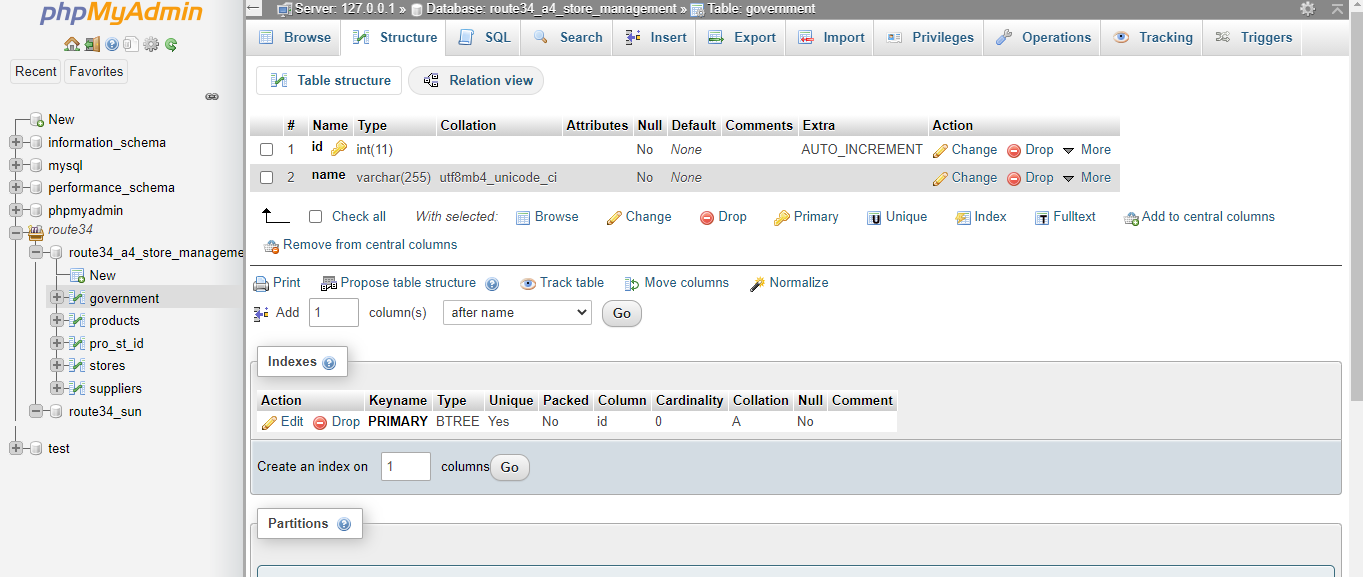 phpMyAdmin
Recent Favorites
New
information_schema
mysql
performance_schema
phpmyadmin
route34
route34_a4_store_manageme
New
government
products
pro_st_id
stores
suppliers
route34_sun
test
Server: 127.0.0.1 » Database: route34_a4_store_management » Table: government
Browse Structure SQL Search Insert Export Import Privileges Operations Tracking Triggers
Table structure Relation view
# Name Type Collation Attributes Null Default Comments Extra Action
1 id int(11) No None AUTO_INCREMENT Change Drop More
2 name varchar(255) utf8mb4_unicode_ci No None Change Drop More
Check all With selected: Browse Change Drop Primary Unique Index Fulltext Add to central columns
Remove from central columns
Print Propose table structure Track table Move columns Normalize
Add 1 column(s) after name Go
Indexes
Action Keyname Type Unique Packed Column Cardinality Collation Null Comment
Edit Drop PRIMARY BTREE Yes No id 0 A No
Create an index on 1 columns Go
Partitions